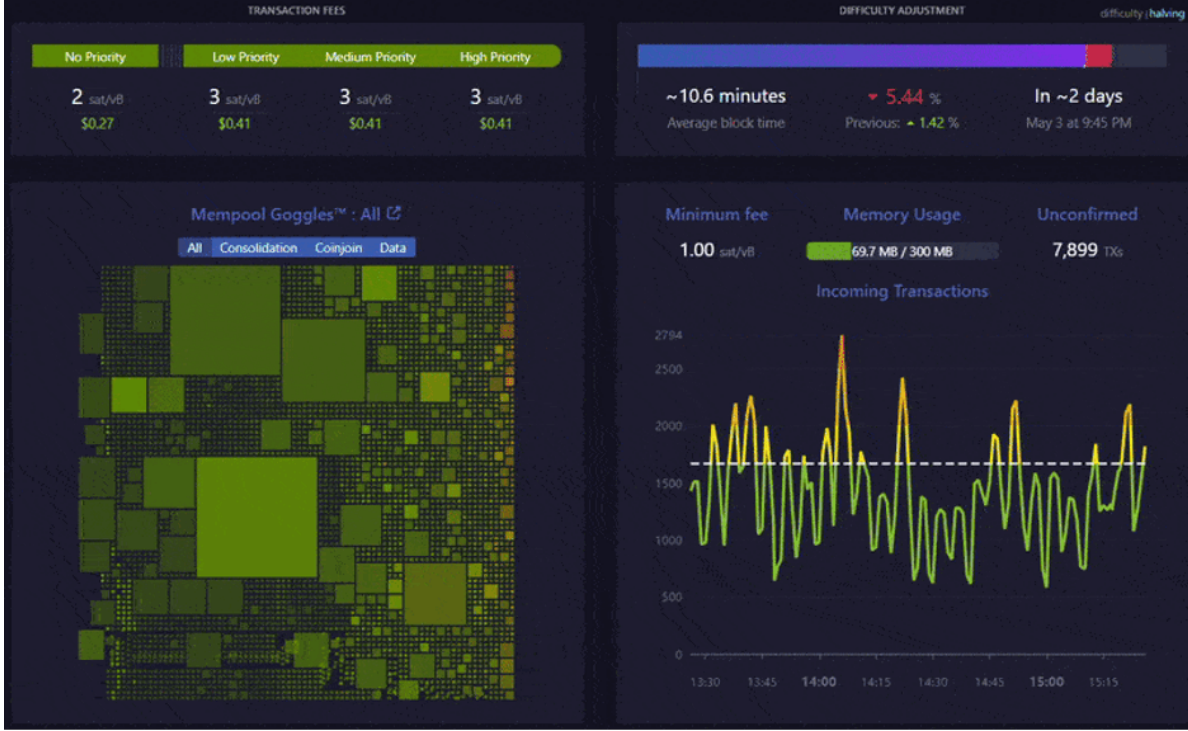 TRANSACTION FEES
No Priority Low Priority Medium Priority High Priority
2 sat/vB 3 sat/vB 3 sat/vB 3 sat/vB
$0.27 $0.41 $0.41 $0.41
DIFFICULTY ADJUSTMENT
difficulty | halving
~10.6 minutes 5.44 % In ~2 days
Average block time Previous: 1.42 % May 3 at 9:45 PM
Mempool Goggles™ : All
All Consolidation Coinjoin Data
Minimum fee Memory Usage Unconfirmed
1.00 sat/vB 69.7 MB / 300 MB 7,899 TXs
Incoming Transactions
2794
2500
2000
1500
1000
500
0
13:30 13:45 14:00 14:15 14:30 14:45 15:00 15:15